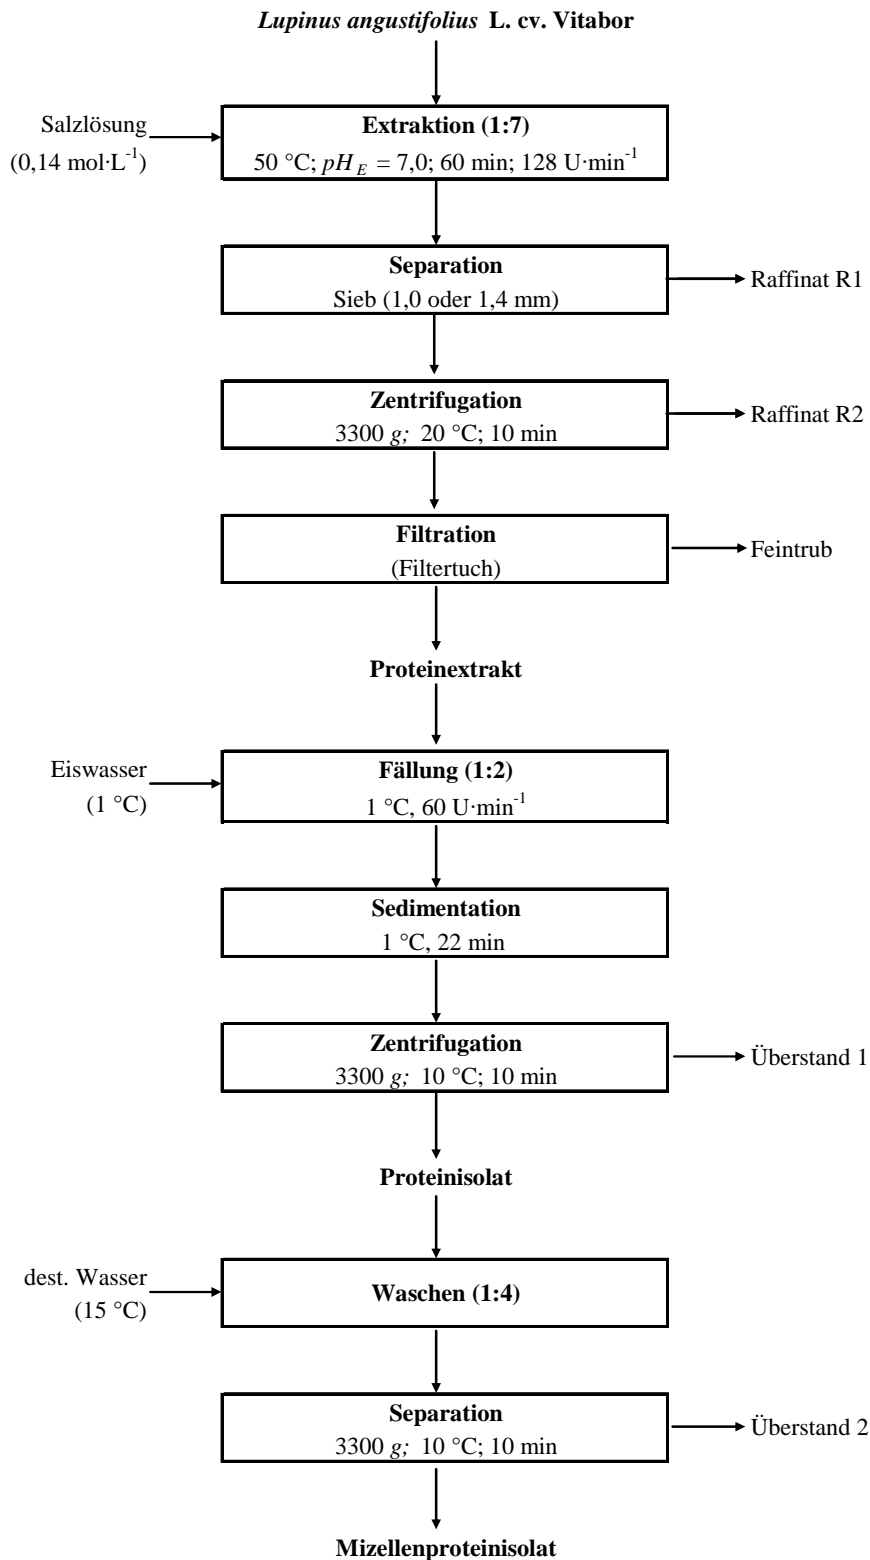 Lupinus angustifolius L. cv. Vitabor
Salzlösung
(0,14 mol·L⁻¹)
Extraktion (1:7)
50 °C; pH_E = 7,0; 60 min; 128 U·min⁻¹
Separation
Sieb (1,0 oder 1,4 mm)
Raffinat R1
Zentrifugation
3300 g; 20 °C; 10 min
Raffinat R2
Filtration
(Filtertuch)
Feintrub
Proteinextrakt
Eiswasser
(1 °C)
Fällung (1:2)
1 °C, 60 U·min⁻¹
Sedimentation
1 °C, 22 min
Zentrifugation
3300 g; 10 °C; 10 min
Überstand 1
Proteinisolat
dest. Wasser
(15 °C)
Waschen (1:4)
Separation
3300 g; 10 °C; 10 min
Überstand 2
Mizellenproteinisolat